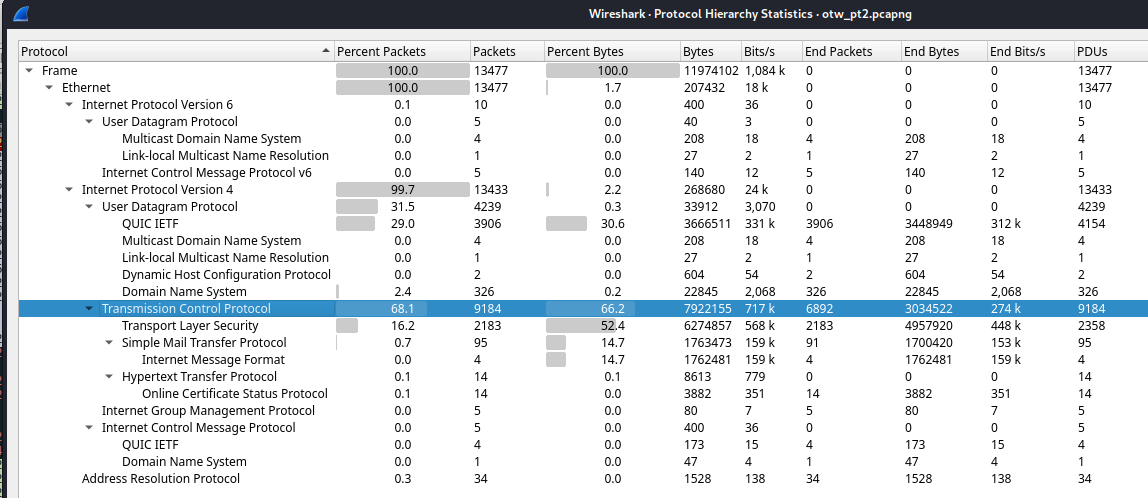 Wireshark · Protocol Hierarchy Statistics · otw_pt2.pcapng
Protocol Percent Packets Packets Percent Bytes Bytes Bits/s End Packets End Bytes End Bits/s PDUs
Frame 100.0 13477 100.0 11974102 1,084 k 0 0 0 13477
Ethernet 100.0 13477 1.7 207432 18 k 0 0 0 13477
Internet Protocol Version 6 0.1 10 0.0 400 36 0 0 0 10
User Datagram Protocol 0.0 5 0.0 40 3 0 0 0 5
Multicast Domain Name System 0.0 4 0.0 208 18 4 208 18 4
Link-local Multicast Name Resolution 0.0 1 0.0 27 2 1 27 2 1
Internet Control Message Protocol v6 0.0 5 0.0 140 12 5 140 12 5
Internet Protocol Version 4 99.7 13433 2.2 268680 24 k 0 0 0 13433
User Datagram Protocol 31.5 4239 0.3 33912 3,070 0 0 0 4239
QUIC IETF 29.0 3906 30.6 3666511 331 k 3906 3448949 312 k 4154
Multicast Domain Name System 0.0 4 0.0 208 18 4 208 18 4
Link-local Multicast Name Resolution 0.0 1 0.0 27 2 1 27 2 1
Dynamic Host Configuration Protocol 0.0 2 0.0 604 54 2 604 54 2
Domain Name System 2.4 326 0.2 22845 2,068 326 22845 2,068 326
Transmission Control Protocol 68.1 9184 66.2 7922155 717 k 6892 3034522 274 k 9184
Transport Layer Security 16.2 2183 52.4 6274857 568 k 2183 4957920 448 k 2358
Simple Mail Transfer Protocol 0.7 95 14.7 1763473 159 k 91 1700420 153 k 95
Internet Message Format 0.0 4 14.7 1762481 159 k 4 1762481 159 k 4
Hypertext Transfer Protocol 0.1 14 0.1 8613 779 0 0 0 14
Online Certificate Status Protocol 0.1 14 0.0 3882 351 14 3882 351 14
Internet Group Management Protocol 0.0 5 0.0 80 7 5 80 7 5
Internet Control Message Protocol 0.0 5 0.0 400 36 0 0 0 5
QUIC IETF 0.0 4 0.0 173 15 4 173 15 4
Domain Name System 0.0 1 0.0 47 4 1 47 4 1
Address Resolution Protocol 0.3 34 0.0 1528 138 34 1528 138 34